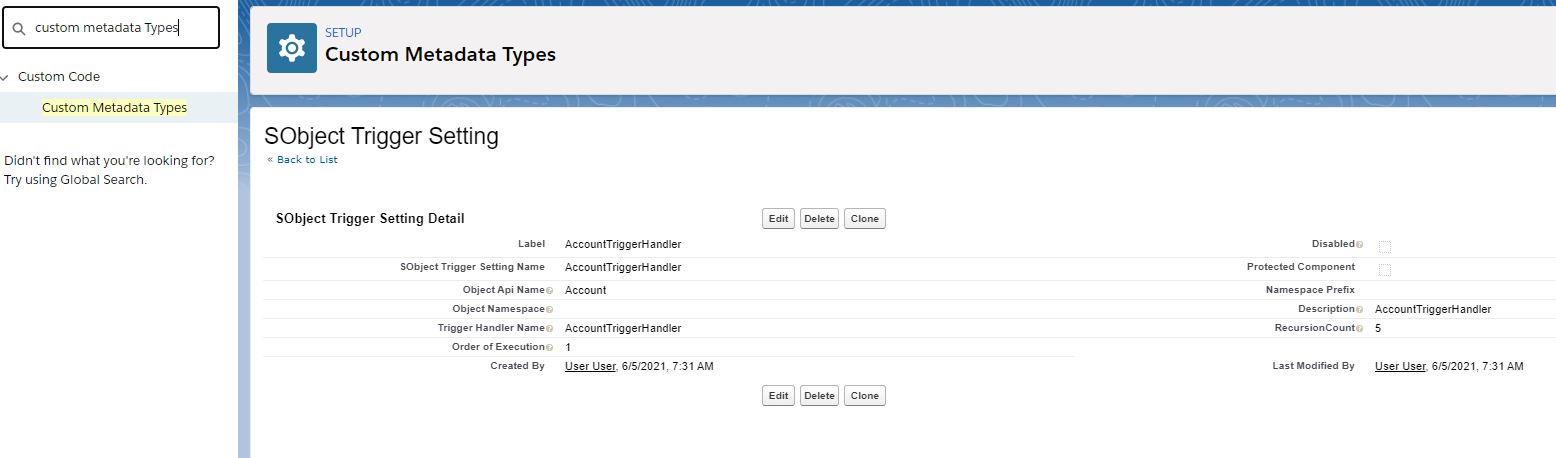 custom metadata Types
Custom Code
Custom Metadata Types
Didn't find what you're looking for?
Try using Global Search.
SETUP
Custom Metadata Types
SObject Trigger Setting
« Back to List
SObject Trigger Setting Detail
Edit Delete Clone
Label AccountTriggerHandler Disabled ?
SObject Trigger Setting Name AccountTriggerHandler Protected Component
Object Api Name ? Account Namespace Prefix
Object Namespace ? Description ? AccountTriggerHandler
Trigger Handler Name ? AccountTriggerHandler RecursionCount ? 5
Order of Execution ? 1
Created By User User, 6/5/2021, 7:31 AM Last Modified By User User, 6/5/2021, 7:31 AM
Edit Delete Clone